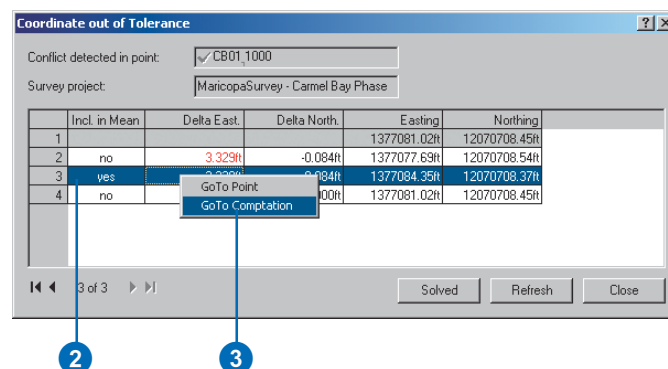 Coordinate out of Tolerance
Conflict detected in point: CB01,1000
Survey project: MaricopaSurvey - Carmel Bay Phase
Incl. in Mean Delta East. Delta North. Easting Northing
1 1377081.02ft 12070708.45ft
2 no 3.329ft -0.084ft 1377077.69ft 12070708.54ft
3 yes 1377084.35ft 12070708.37ft
4 no 1377081.02ft 12070708.45ft
GoTo Point
GoTo Comptation
3 of 3 Solved Refresh Close
2 3